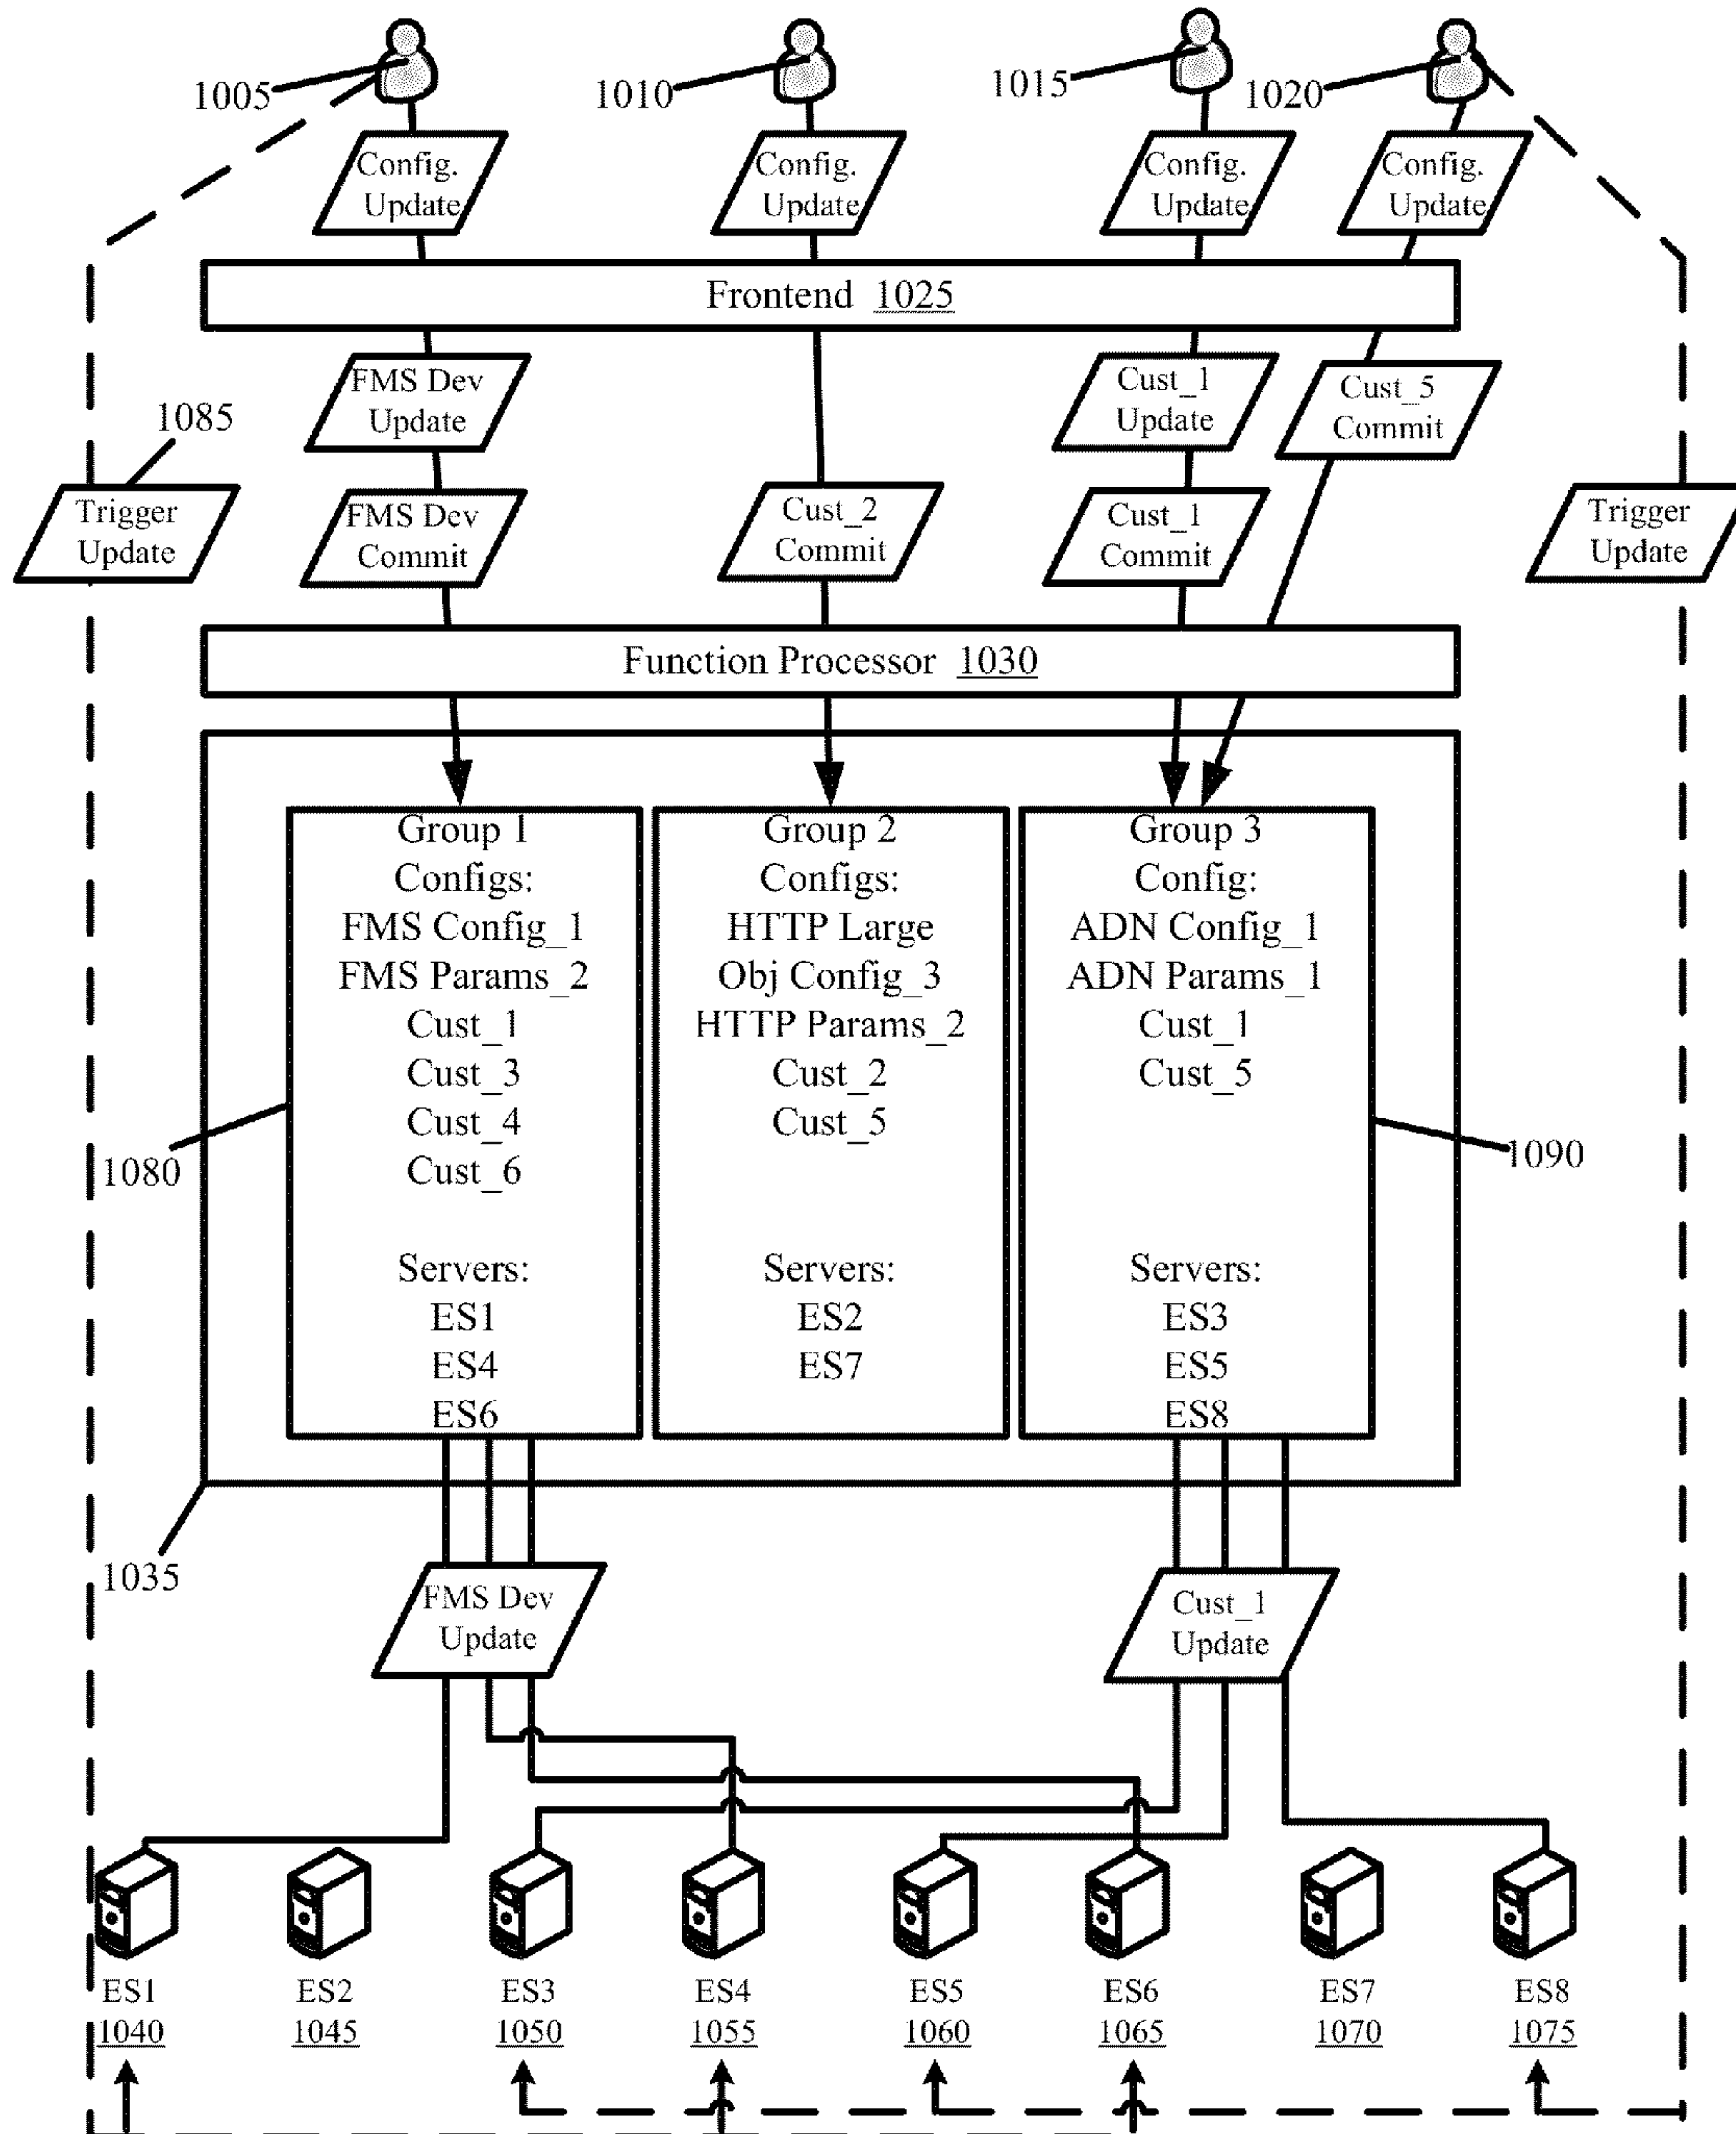 1005
1010
1015
1020
Config.
Update
Config.
Update
Config.
Update
Config.
Update
Frontend 1025
FMS Dev
Update
Cust_1
Update
Cust_5
Commit
1085
Trigger
Update
FMS Dev
Commit
Cust_2
Commit
Cust_1
Commit
Trigger
Update
Function Processor 1030
Group 1
Configs:
FMS Config_1
FMS Params_2
Cust_1
Cust_3
Cust_4
Cust_6
Servers:
ES1
ES4
ES6
Group 2
Configs:
HTTP Large
Obj Config_3
HTTP Params_2
Cust_2
Cust_5
Servers:
ES2
ES7
Group 3
Config:
ADN Config_1
ADN Params_1
Cust_1
Cust_5
Servers:
ES3
ES5
ES8
1080
1090
1035
FMS Dev
Update
Cust_1
Update
ES1
1040
ES2
1045
ES3
1050
ES4
1055
ES5
1060
ES6
1065
ES7
1070
ES8
1075